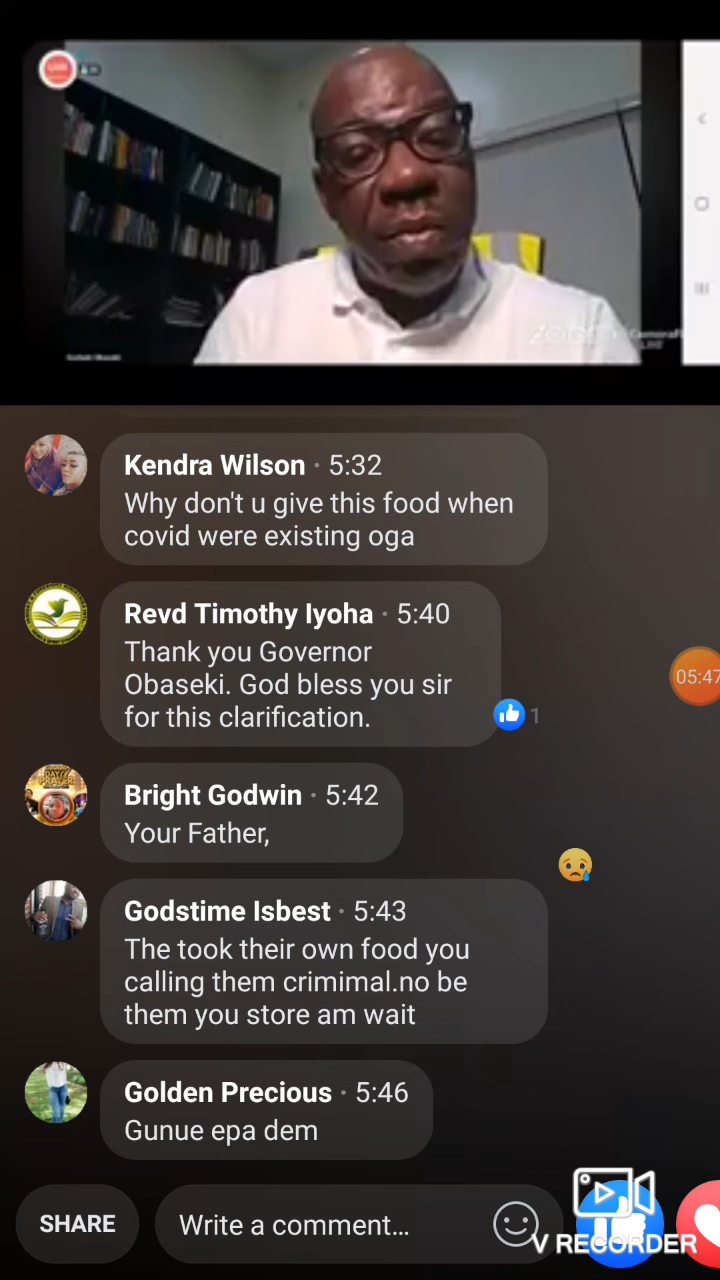 LIVE
ZOOM
Kendra Wilson · 5:32
Why don't u give this food when
covid were existing oga
Revd Timothy Iyoha · 5:40
Thank you Governor
Obaseki. God bless you sir
for this clarification.
1
05:47
Bright Godwin · 5:42
Your Father,
Godstime Isbest · 5:43
The took their own food you
calling them crimimal.no be
them you store am wait
Golden Precious · 5:46
Gunue epa dem
SHARE
Write a comment...
V RECORDER